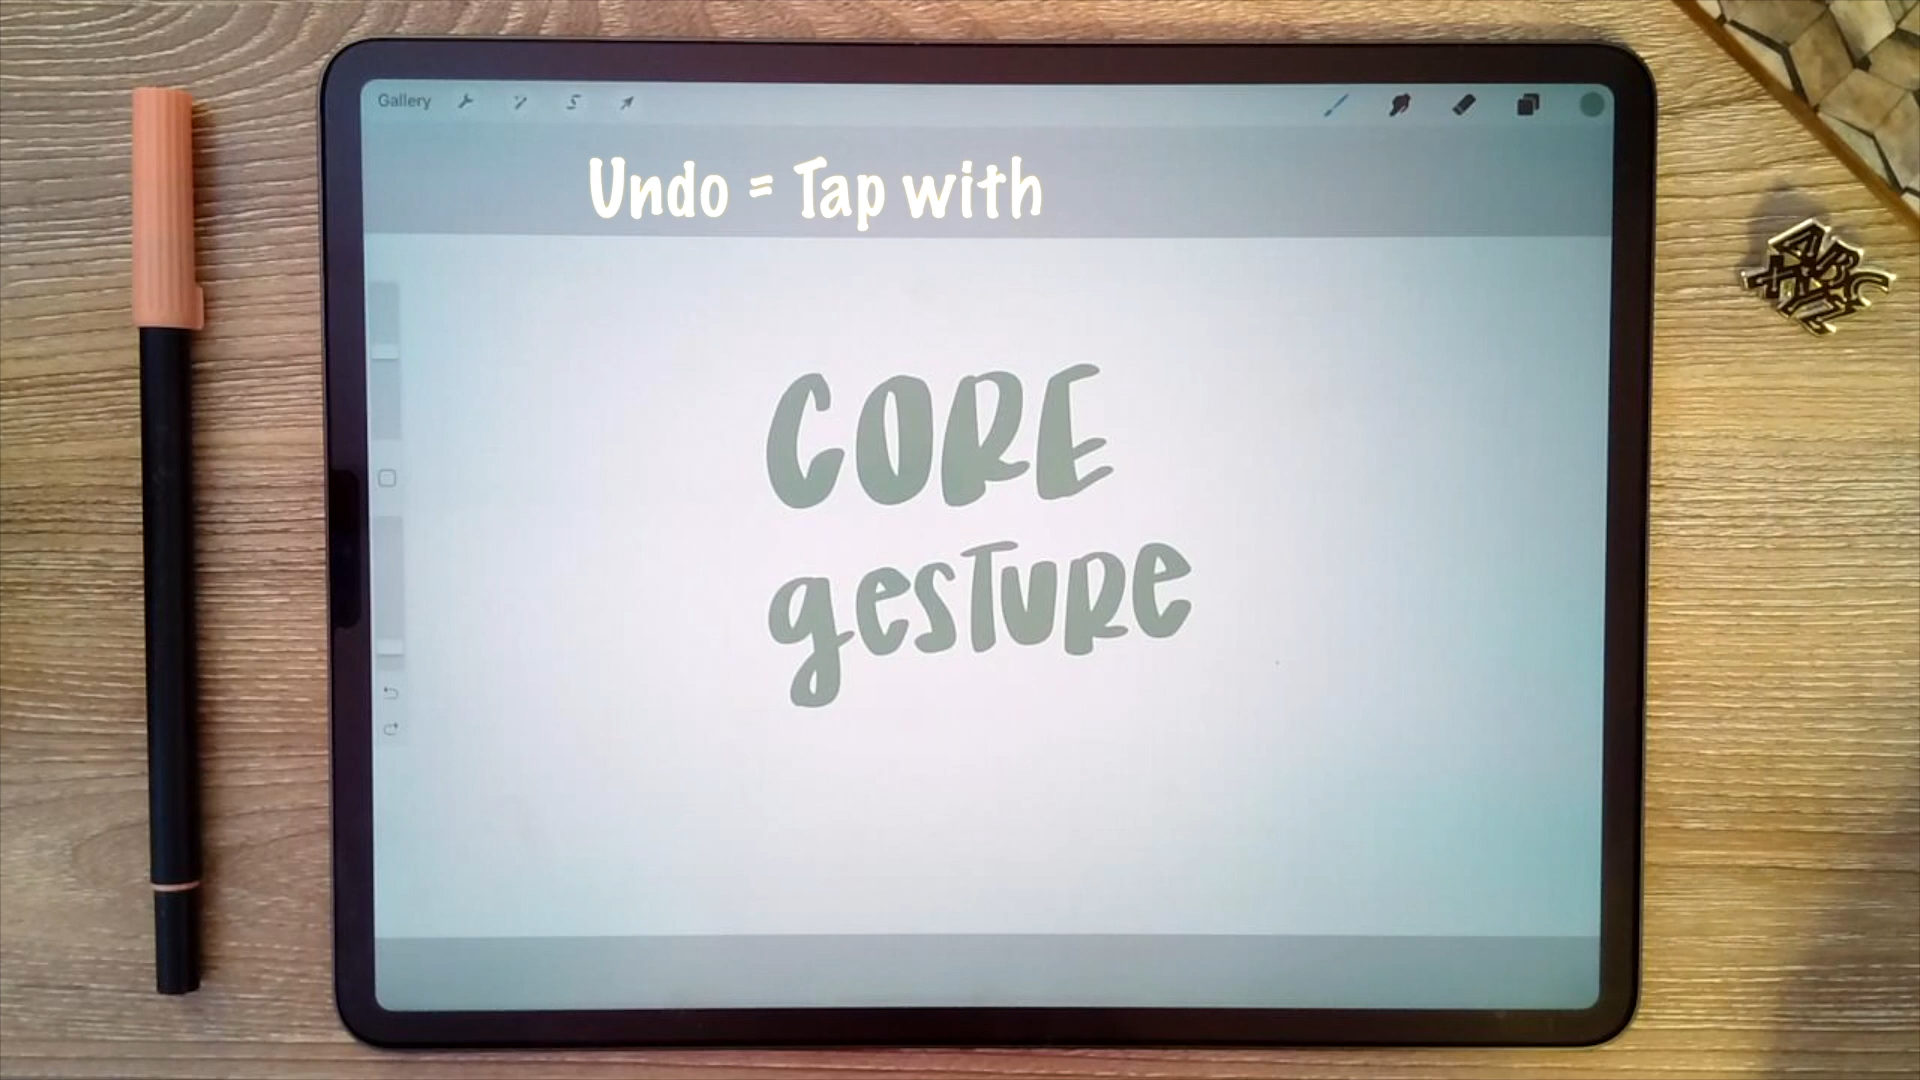 Gallery
Undo = Tap with
CORE
gesture
ABC
XYZ